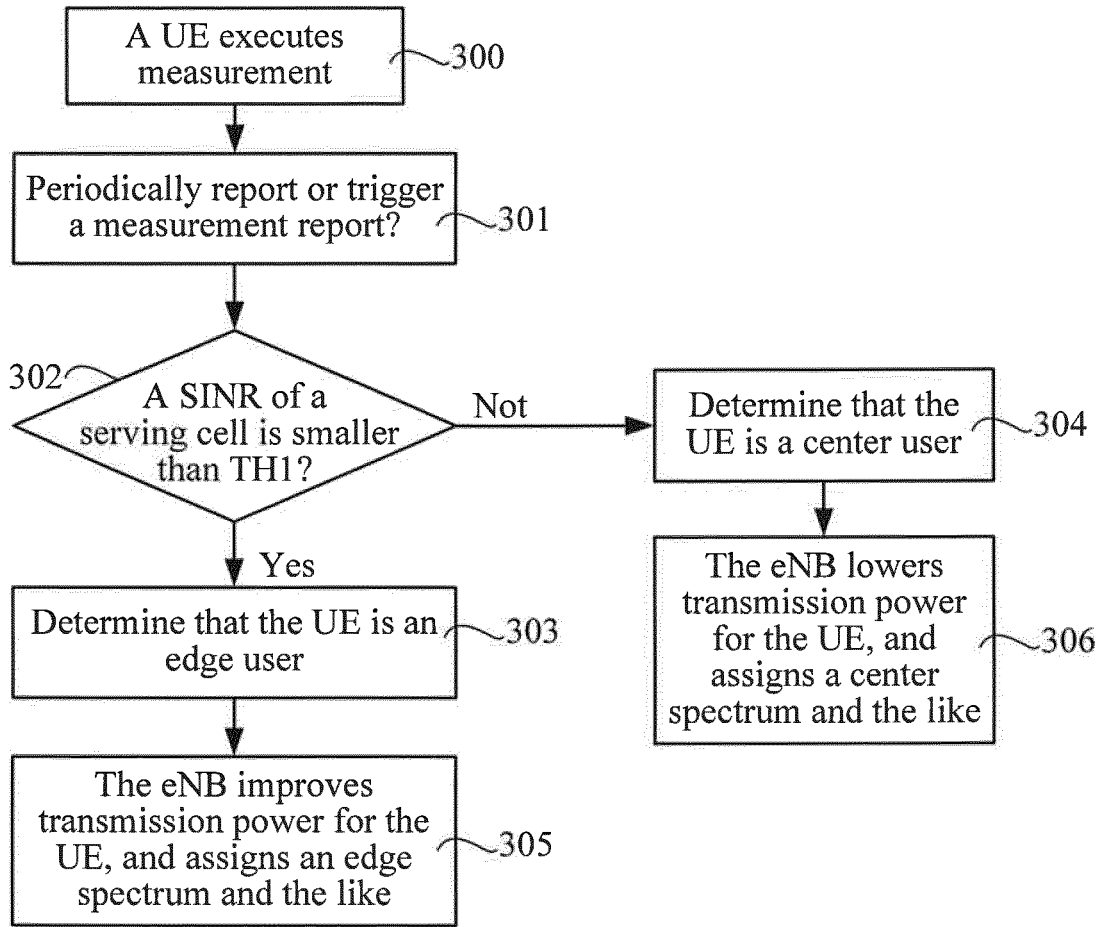 A UE executes
measurement
300
Periodically report or trigger
a measurement report?
301
302
A SINR of a
serving cell is smaller
than TH1?
Not
Determine that the
UE is a center user
304
Yes
The eNB lowers
transmission power
for the UE, and
assigns a center
spectrum and the like
306
Determine that the UE is an
edge user
303
The eNB improves
transmission power for the
UE, and assigns an edge
spectrum and the like
305